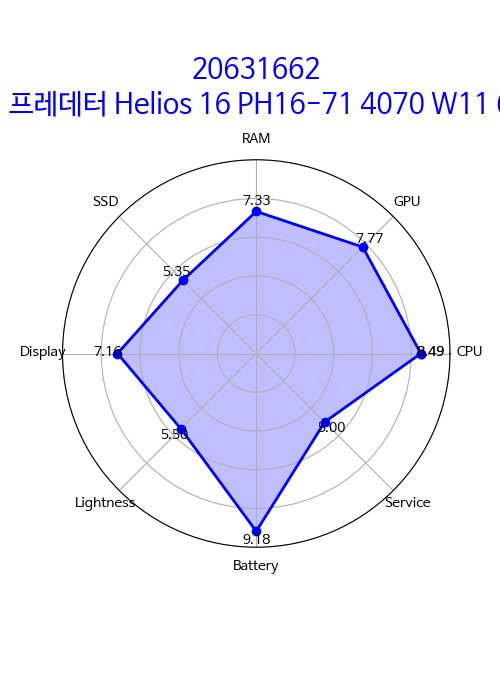 20631662
프레데터 Helios 16 PH16-71 4070 W11
RAM
7.33
SSD
GPU
5.35
7.77
Display
7.16
8.49
CPU
5.50
5.00
Lightness
Service
9.18
Battery